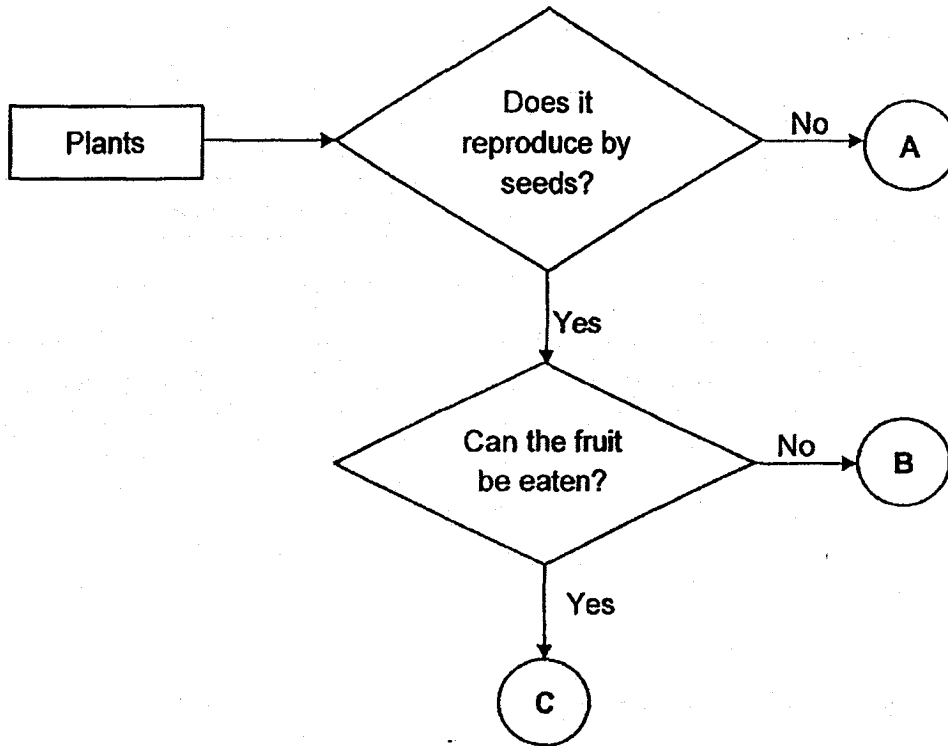 Does it
reproduce by
seeds?
Plants
No
A
Yes
Can the fruit
be eaten?
No
B
Yes
C